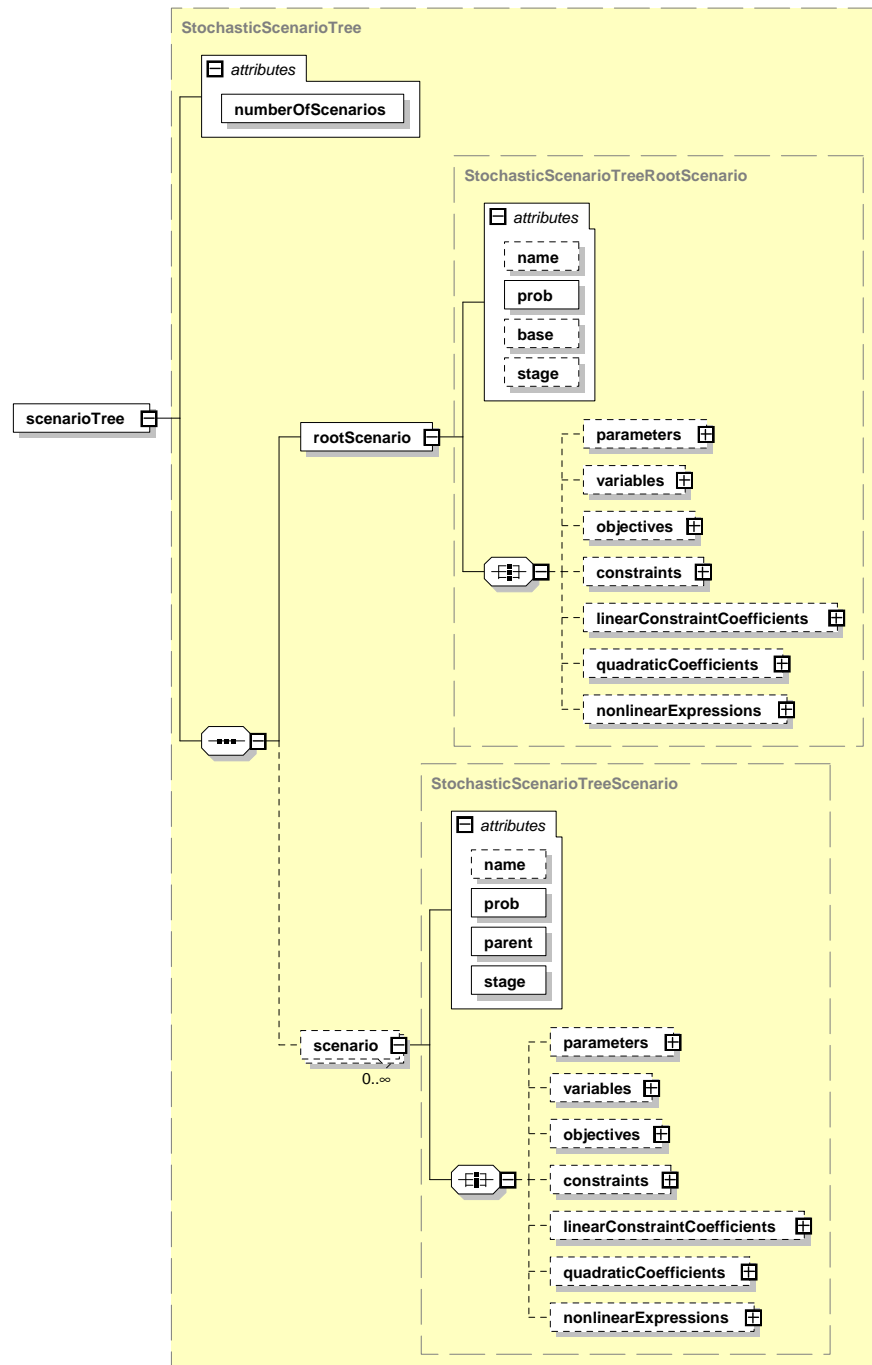 StochasticScenarioTree
attributes
numberOfScenarios
StochasticScenarioTreeRootScenario
attributes
name
prob
base
stage
scenarioTree
rootScenario
parameters
variables
objectives
constraints
linearConstraintCoefficients
quadraticCoefficients
nonlinearExpressions
StochasticScenarioTreeScenario
attributes
name
prob
parent
stage
scenario
0..∞
parameters
variables
objectives
constraints
linearConstraintCoefficients
quadraticCoefficients
nonlinearExpressions